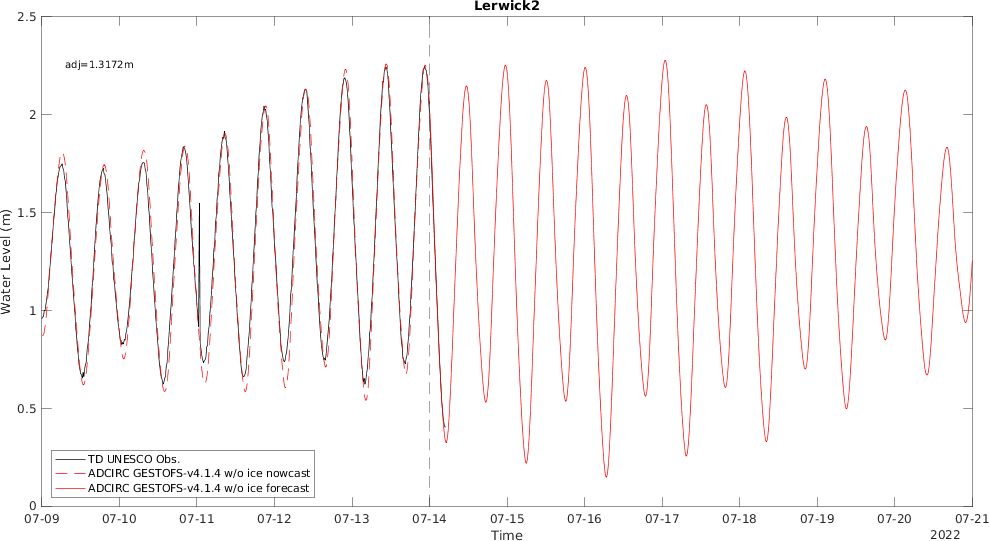 Lerwick2
2.5
adj=1.3172m
2
1.5
Water Level (m)
1
0.5
TD UNESCO Obs.
ADCIRC GESTOFS-v4.1.4 w/o ice nowcast
ADCIRC GESTOFS-v4.1.4 w/o ice forecast
0
07-09 07-10 07-11 07-12 07-13 07-14 07-15 07-16 07-17 07-18 07-19 07-20 07-21
Time
2022